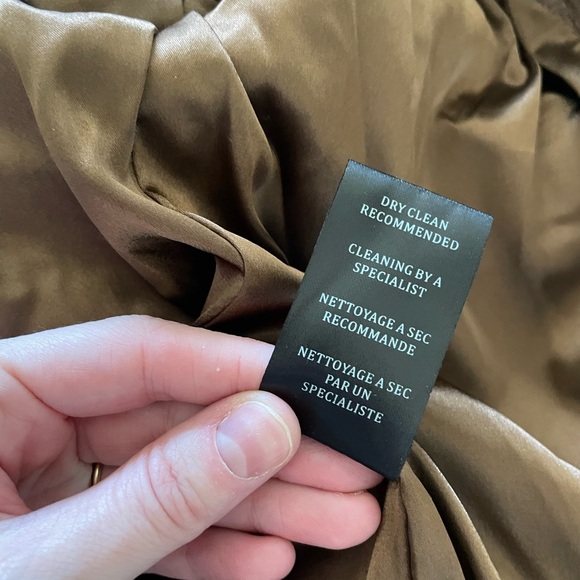 DRY CLEAN
RECOMMENDED
CLEANING BY A
SPECIALIST
NETTOYAGE A SEC
RECOMMANDE
NETTOYAGE A SEC
PAR UN
SPECIALISTE